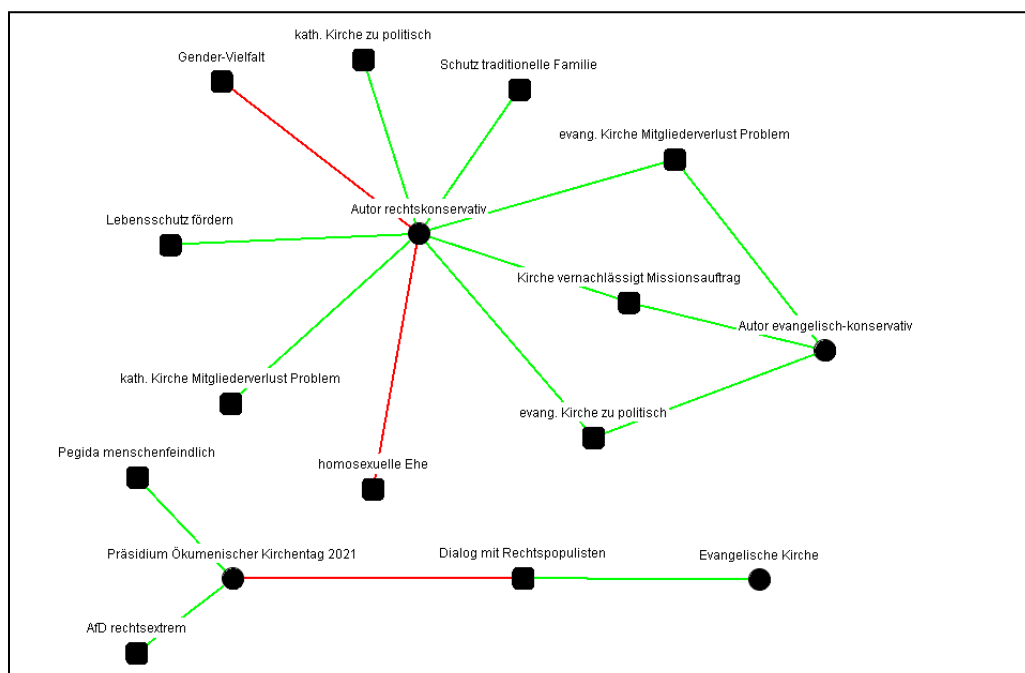 kath. Kirche zu politisch
Gender-Vielfalt
Schutz traditionelle Familie
evang. Kirche Mitgliederverlust Problem
Autor rechtskonservativ
Lebensschutz fördern
Kirche vernachlässigt Missionsauftrag
Autor evangelisch-konservativ
kath. Kirche Mitgliederverlust Problem
evang. Kirche zu politisch
Pegida menschenfeindlich
homosexuelle Ehe
Präsidium Ökumenischer Kirchentag 2021
Dialog mit Rechtspopulisten
Evangelische Kirche
AfD rechtsextrem